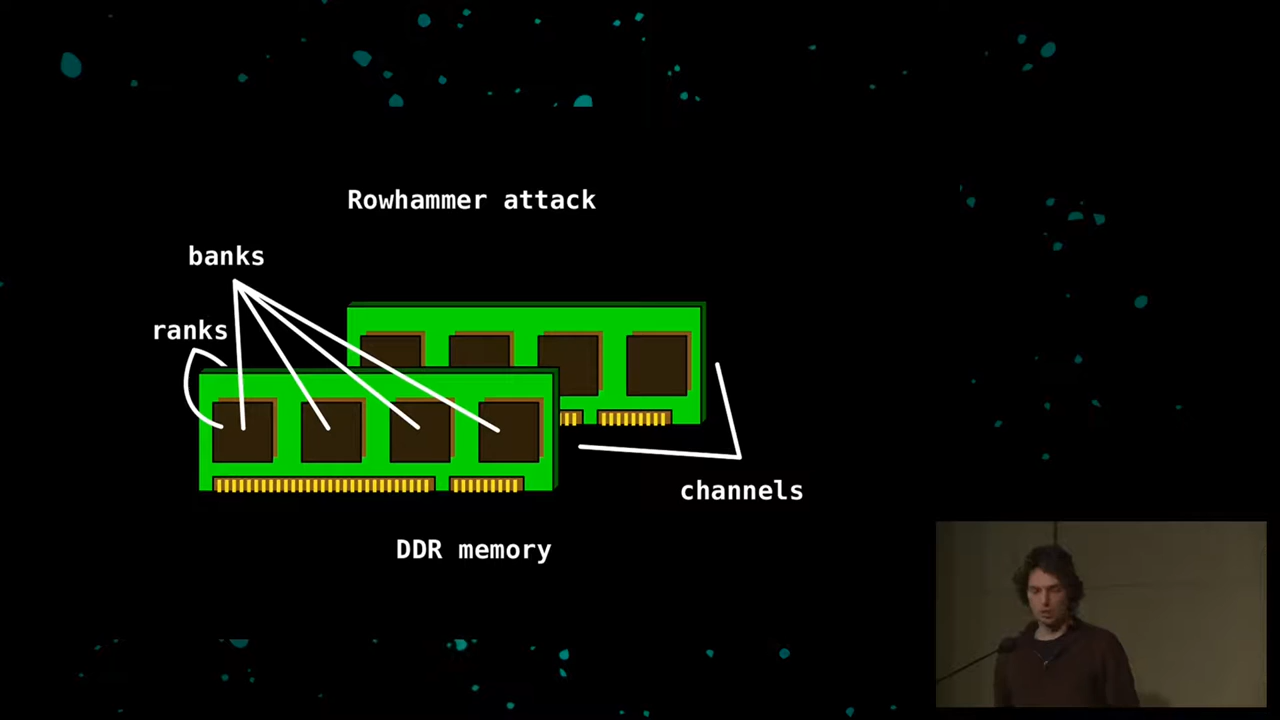 Rowhammer attack
banks
ranks
channels
DDR memory